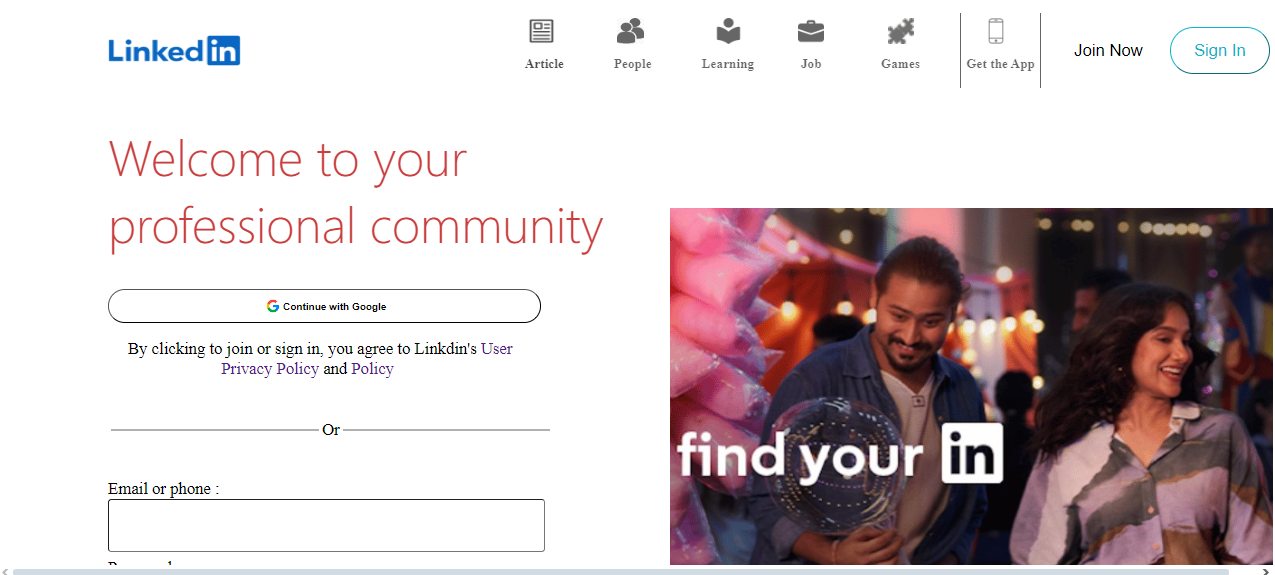 Linkedin
Article
People
Learning
Job
Games
Get the App
Join Now
Sign In
Welcome to your
professional community
Continue with Google
By clicking to join or sign in, you agree to Linkdin's User
Privacy Policy and Policy
Or
find your in
Email or phone :